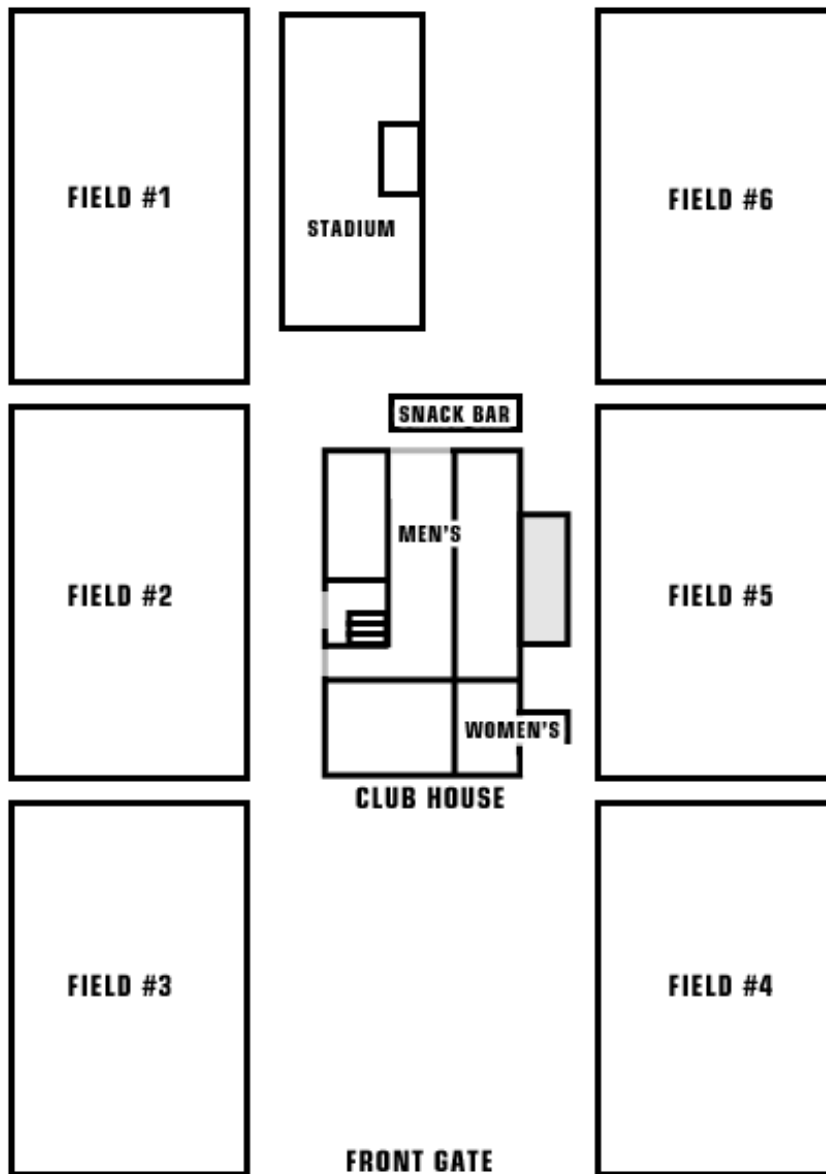 FIELD #1
STADIUM
FIELD #6
SNACK BAR
MEN'S
FIELD #2
FIELD #5
WOMEN'S
CLUB HOUSE
FIELD #3
FIELD #4
FRONT GATE